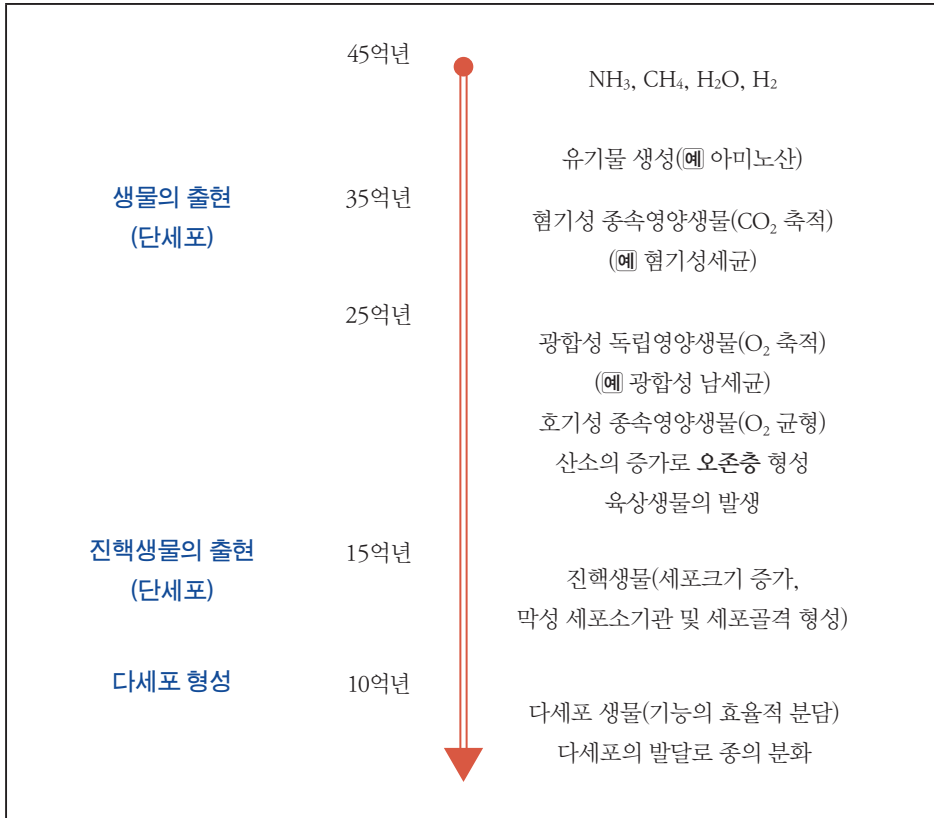 45억년
NH₃, CH₄, H₂O, H₂
유기물 생성(예 아미노산)
생물의 출현
(단세포)
35억년
혐기성 종속영양생물(CO₂ 축적)
(예 혐기성세균)
25억년
광합성 독립영양생물(O₂ 축적)
(예 광합성 남세균)
호기성 종속영양생물(O₂ 균형)
산소의 증가로 오존층 형성
육상생물의 발생
진핵생물의 출현
(단세포)
15억년
진핵생물(세포크기 증가,
막성 세포소기관 및 세포골격 형성)
다세포 형성
10억년
다세포 생물(기능의 효율적 분담)
다세포의 발달로 종의 분화